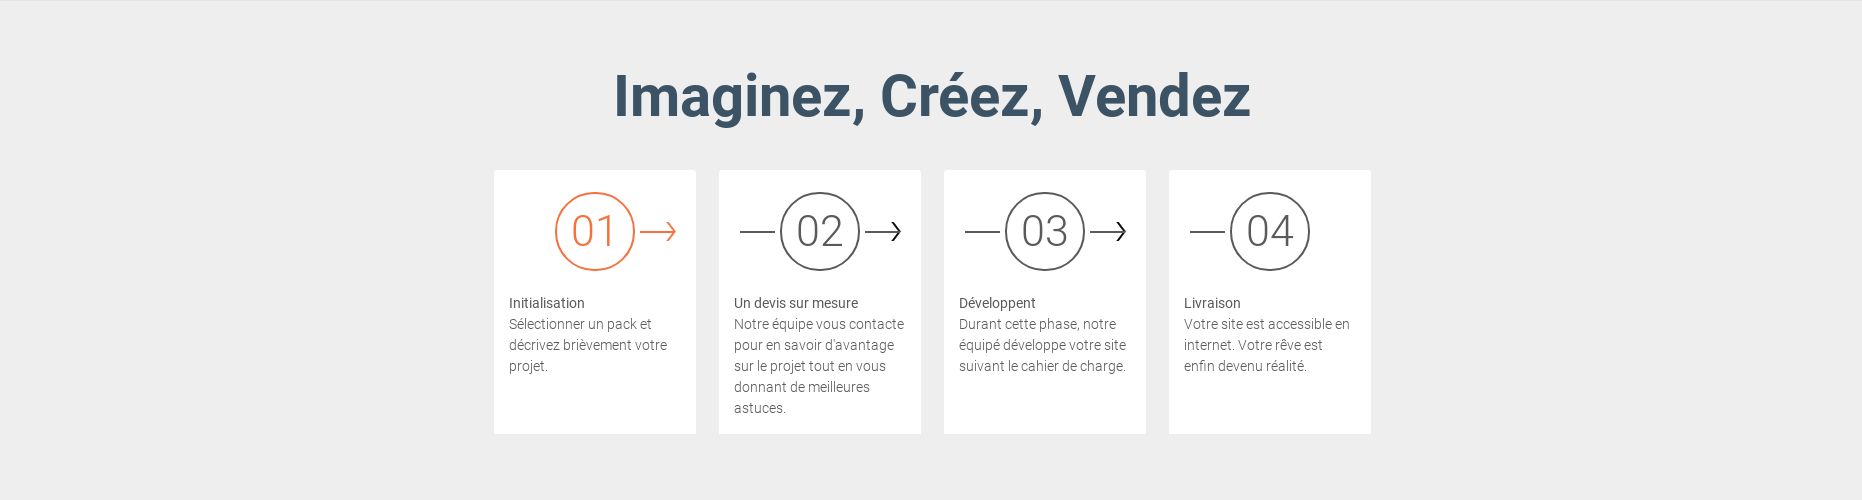 Imaginez, Créez, Vendez
01
Initialisation
Sélectionner un pack et
décrivez brièvement votre
projet.
02
Un devis sur mesure
Notre équipe vous contacte
pour en savoir d'avantage
sur le projet tout en vous
donnant de meilleures
astuces.
03
Développent
Durant cette phase, notre
équipé développe votre site
suivant le cahier de charge.
04
Livraison
Votre site est accessible en
internet. Votre rêve est
enfin devenu réalité.